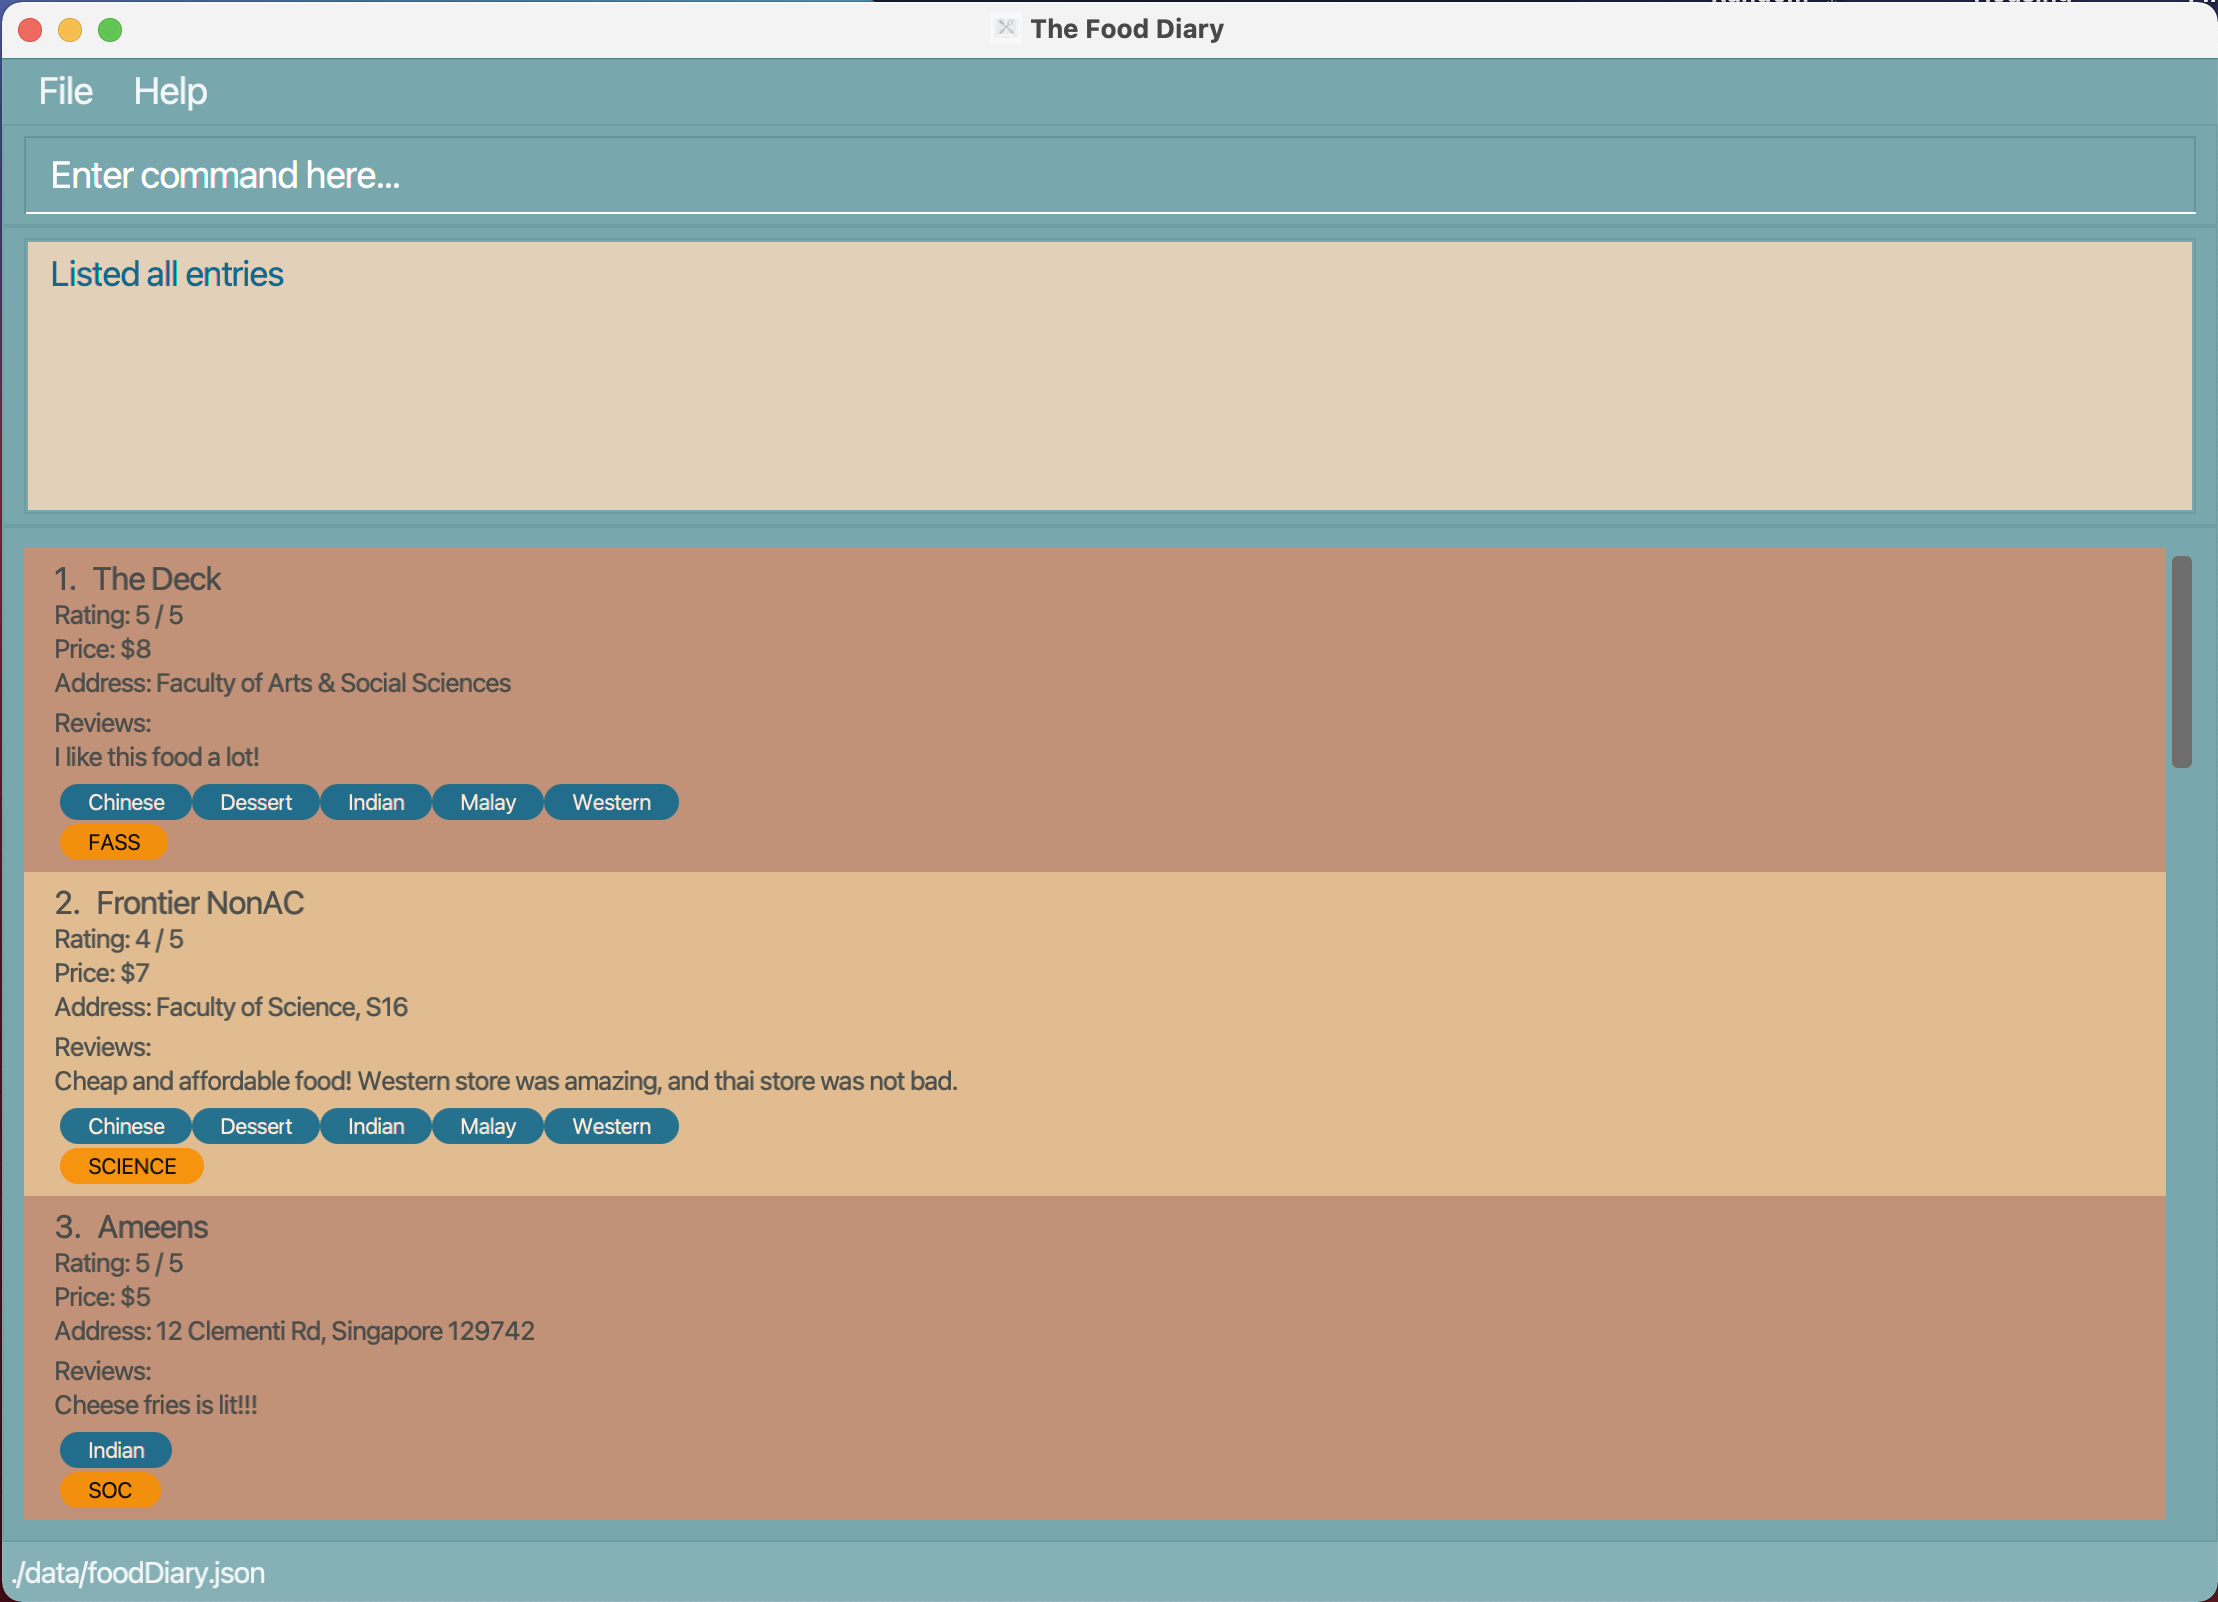 The Food Diary
File Help
Enter command here...
Listed all entries
1. The Deck
Rating: 5 / 5
Price: $8
Address: Faculty of Arts & Social Sciences
Reviews:
I like this food a lot!
Chinese Dessert Indian Malay Western
FASS
2. Frontier NonAC
Rating: 4 / 5
Price: $7
Address: Faculty of Science, S16
Reviews:
Cheap and affordable food! Western store was amazing, and thai store was not bad.
Chinese Dessert Indian Malay Western
SCIENCE
3. Ameens
Rating: 5 / 5
Price: $5
Address: 12 Clementi Rd, Singapore 129742
Reviews:
Cheese fries is lit!!!
Indian
SOC
./data/foodDiary.json